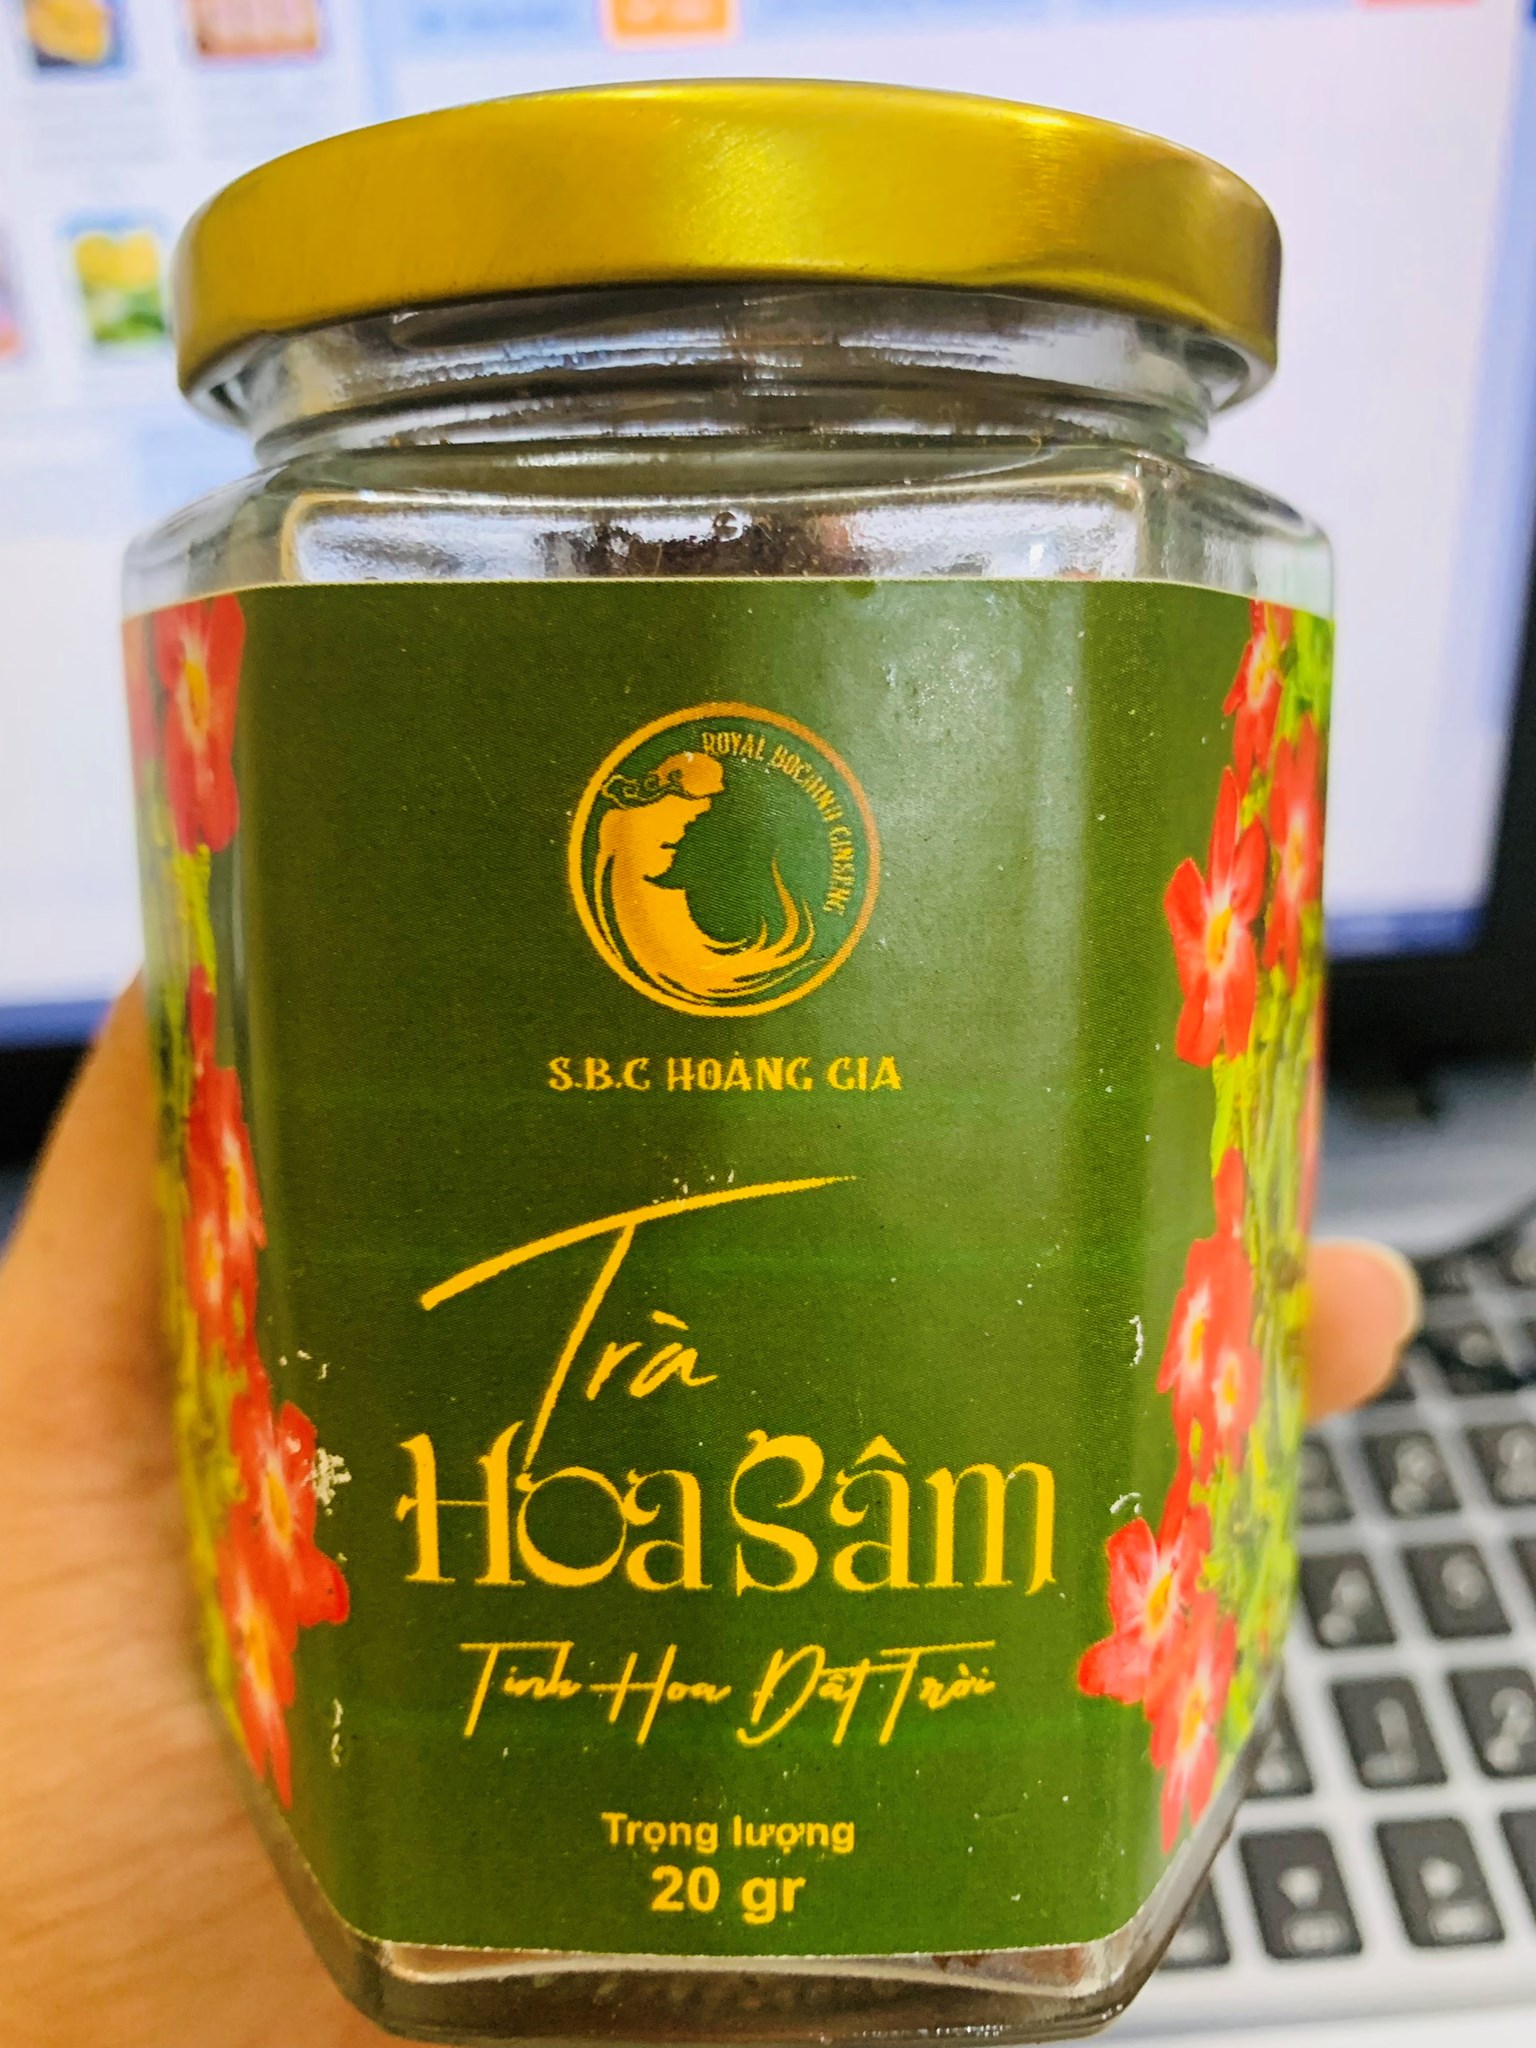 ROYAL BOCHINH GINSENG
S.B.C HOÀNG GIA
Trà
Hoa Sâm
Tinh Hoa Đất Trời
Trọng lượng
20 gr